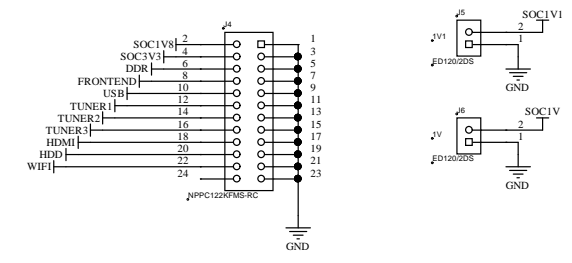 J4
SOC1V8 2 1
SOC3V3 4 3
DDR 6 5
FRONTEND 8 7
USB 10 9
TUNER1 12 11
TUNER2 14 13
TUNER3 16 15
HDMI 18 17
HDD 20 19
WIFI 22 21
24 23
NPPC122KFMS-RC
GND
J5
SOC1V1
2
1V1
1
ED120/2DS
GND
J6
SOC1V
2
1V
1
ED120/2DS
GND